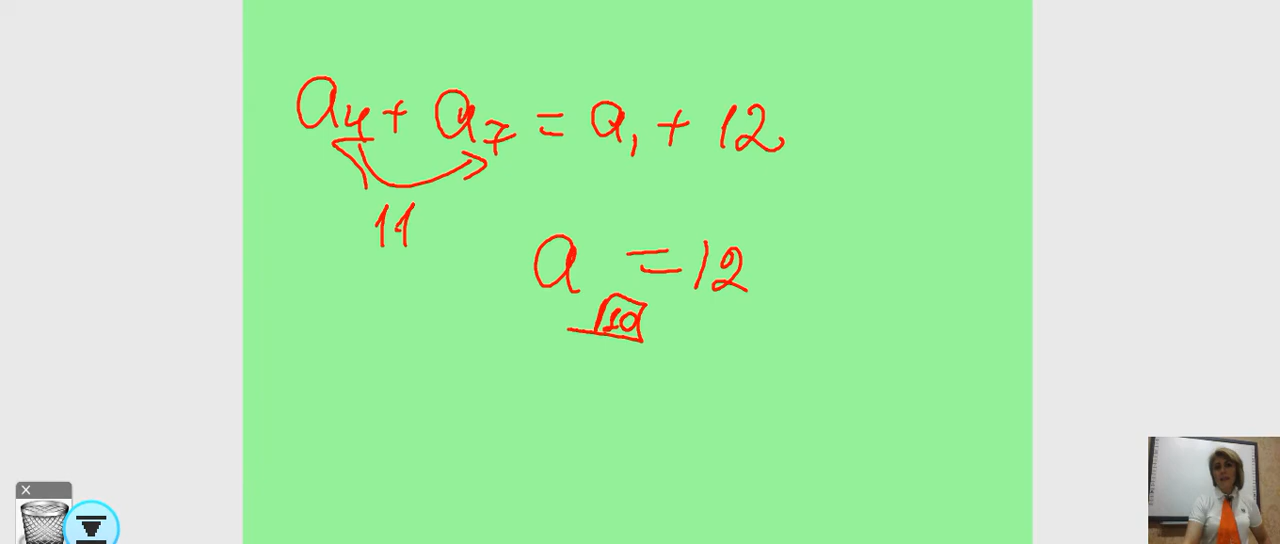 a₄ + a₇ = a₁ + 12
11
a₁₀ = 12